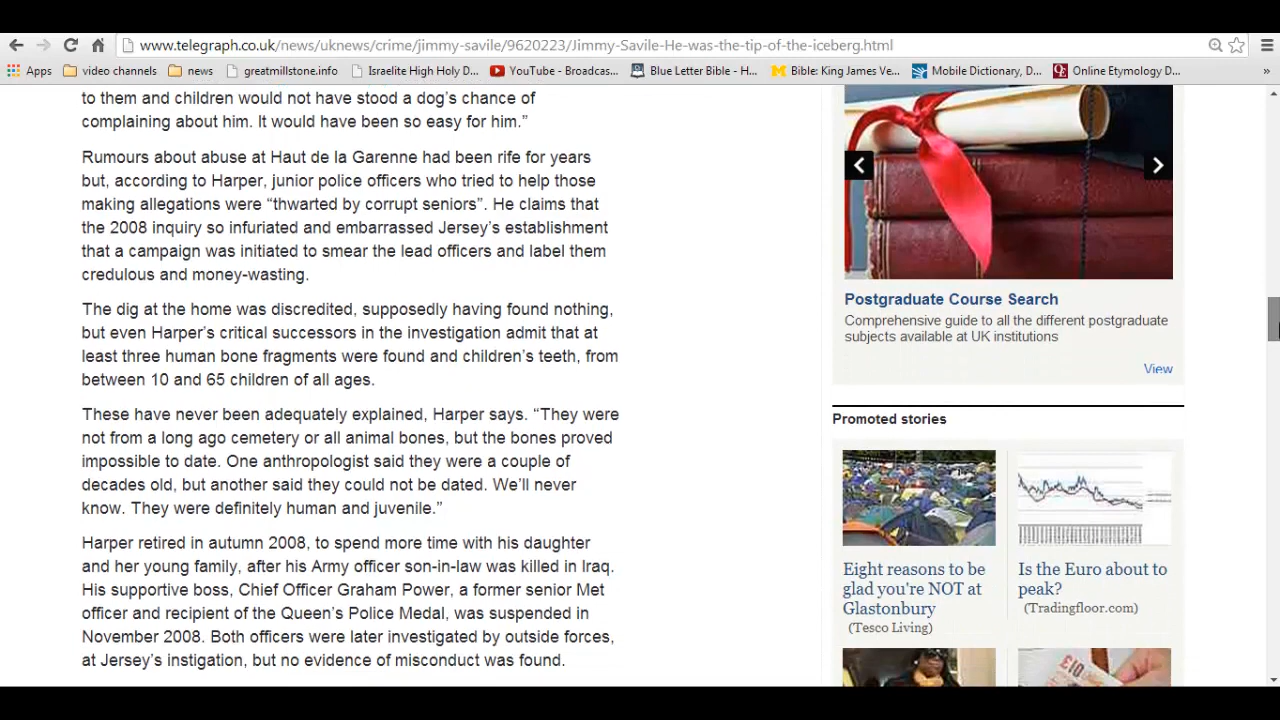 www.telegraph.co.uk/news/uknews/crime/jimmy-savile/9620223/Jimmy-Savile-He-was-the-tip-of-the-iceberg.html
Apps video channels news greatmillstone.info Israelite High Holy D... YouTube - Broadcas... Blue Letter Bible - H... Bible: King James Ve... Mobile Dictionary, D... Online Etymology D... »
to them and children would not have stood a dog’s chance of
complaining about him. It would have been so easy for him.”
Rumours about abuse at Haut de la Garenne had been rife for years
but, according to Harper, junior police officers who tried to help those
making allegations were “thwarted by corrupt seniors”. He claims that
the 2008 inquiry so infuriated and embarrassed Jersey’s establishment
that a campaign was initiated to smear the lead officers and label them
credulous and money-wasting.
The dig at the home was discredited, supposedly having found nothing,
but even Harper’s critical successors in the investigation admit that at
least three human bone fragments were found and children’s teeth, from
between 10 and 65 children of all ages.
These have never been adequately explained, Harper says. “They were
not from a long ago cemetery or all animal bones, but the bones proved
impossible to date. One anthropologist said they were a couple of
decades old, but another said they could not be dated. We’ll never
know. They were definitely human and juvenile.”
Harper retired in autumn 2008, to spend more time with his daughter
and her young family, after his Army officer son-in-law was killed in Iraq.
His supportive boss, Chief Officer Graham Power, a former senior Met
officer and recipient of the Queen’s Police Medal, was suspended in
November 2008. Both officers were later investigated by outside forces,
at Jersey’s instigation, but no evidence of misconduct was found.
Postgraduate Course Search
Comprehensive guide to all the different postgraduate
subjects available at UK institutions
View
Promoted stories
Eight reasons to
be glad you're NOT at
Glastonbury
(Tesco Living)
Is the Euro about to
peak?
(Tradingfloor.com)
£10